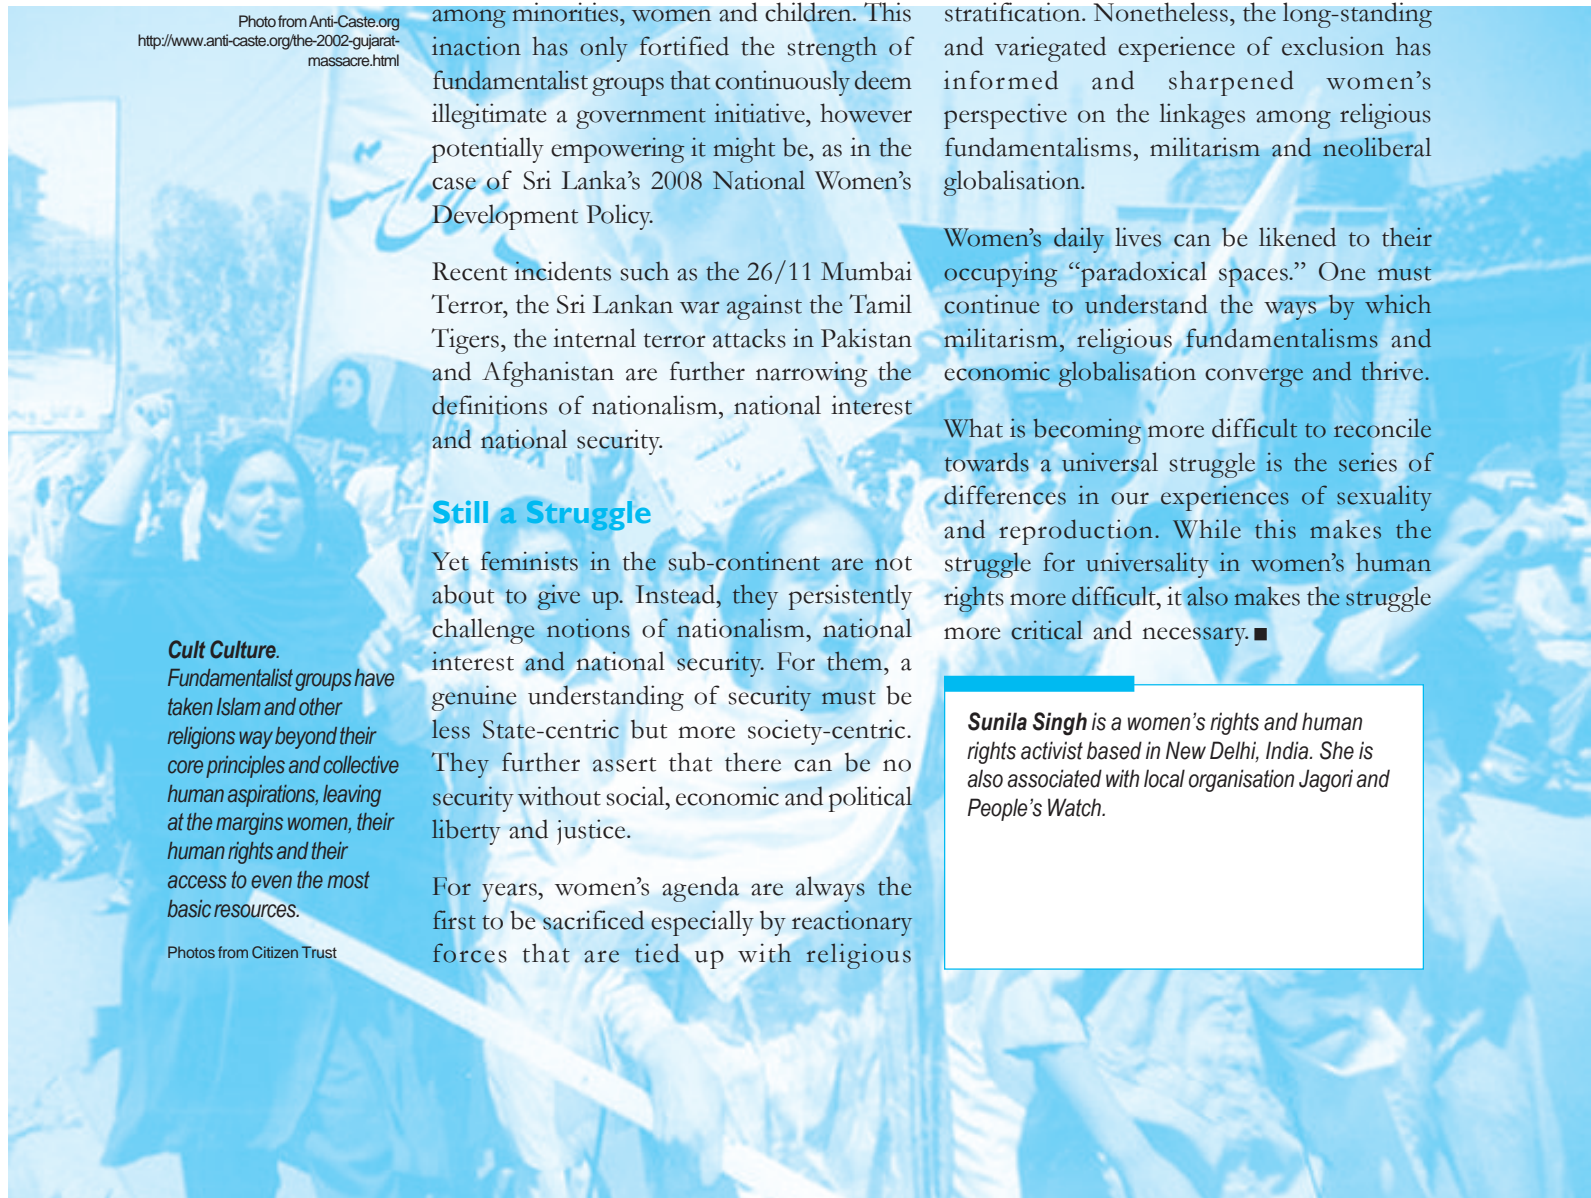 Photo from Anti-Caste.org
http://www.anti-caste.org/the-2002-gujarat-
massacre.html
Cult Culture.
Fundamentalist groups have
taken Islam and other
religions way beyond their
core principles and collective
human aspirations, leaving
at the margins women, their
human rights and their
access to even the most
basic resources.
Photos from Citizen Trust
among minorities, women and children. This
inaction has only fortified the strength of
fundamentalist groups that continuously deem
illegitimate a government initiative, however
potentially empowering it might be, as in the
case of Sri Lanka’s 2008 National Women’s
Development Policy.
Recent incidents such as the 26/11 Mumbai
Terror, the Sri Lankan war against the Tamil
Tigers, the internal terror attacks in Pakistan
and Afghanistan are further narrowing the
definitions of nationalism, national interest
and national security.
Still a Struggle
Yet feminists in the sub-continent are not
about to give up. Instead, they persistently
challenge notions of nationalism, national
interest and national security. For them, a
genuine understanding of security must be
less State-centric but more society-centric.
They further assert that there can be no
security without social, economic and political
liberty and justice.
For years, women’s agenda are always the
first to be sacrificed especially by reactionary
forces that are tied up with religious
stratification. Nonetheless, the long-standing
and variegated experience of exclusion has
informed and sharpened women’s
perspective on the linkages among religious
fundamentalisms, militarism and neoliberal
globalisation.
Women’s daily lives can be likened to their
occupying “paradoxical spaces.” One must
continue to understand the ways by which
militarism, religious fundamentalisms and
economic globalisation converge and thrive.
What is becoming more difficult to reconcile
towards a universal struggle is the series of
differences in our experiences of sexuality
and reproduction. While this makes the
struggle for universality in women’s human
rights more difficult, it also makes the struggle
more critical and necessary. ■
Sunila Singh is a women’s rights and human
rights activist based in New Delhi, India. She is
also associated with local organisation Jagori and
People’s Watch.